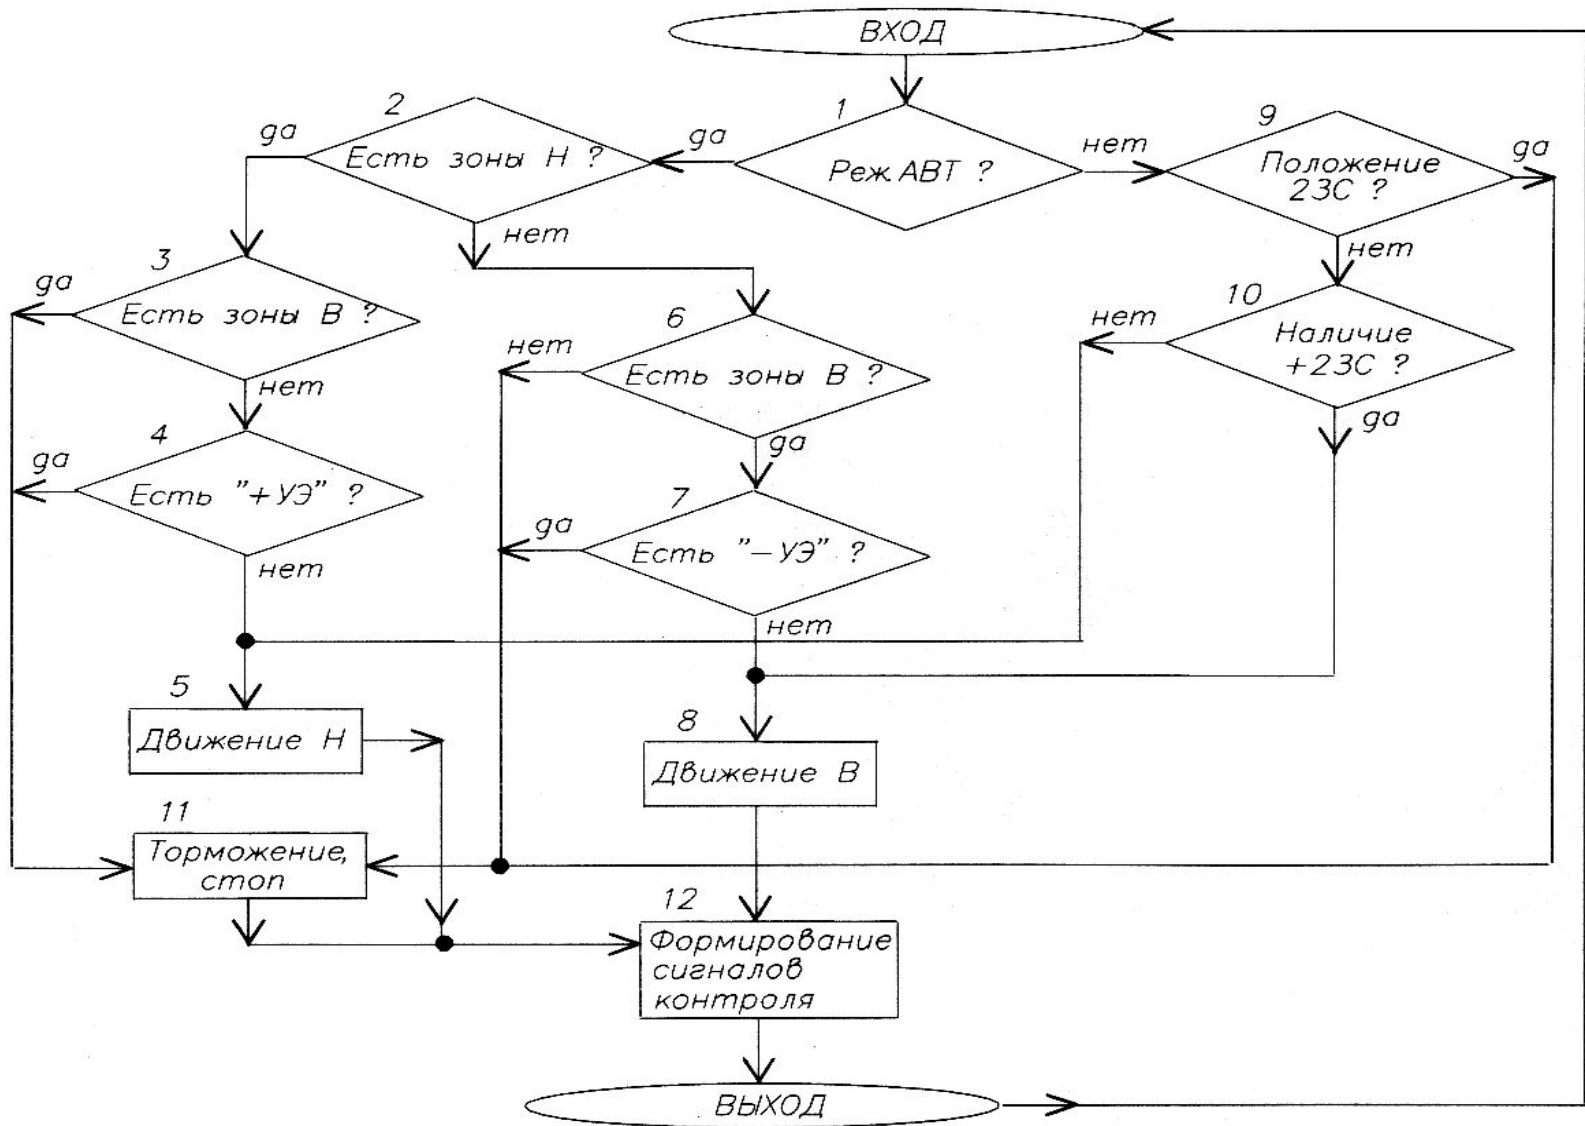 ВХОД
1
Реж.АВТ ?
да
нет
2
Есть зоны Н ?
да
нет
9
Положение
2ЗС ?
да
нет
3
Есть зоны В ?
да
нет
6
Есть зоны В ?
нет
да
10
Наличие
+2ЗС ?
нет
да
4
Есть "+УЭ" ?
да
нет
7
Есть "–УЭ" ?
да
нет
5
Движение Н
8
Движение В
11
Торможение,
стоп
12
Формирование
сигналов
контроля
ВЫХОД